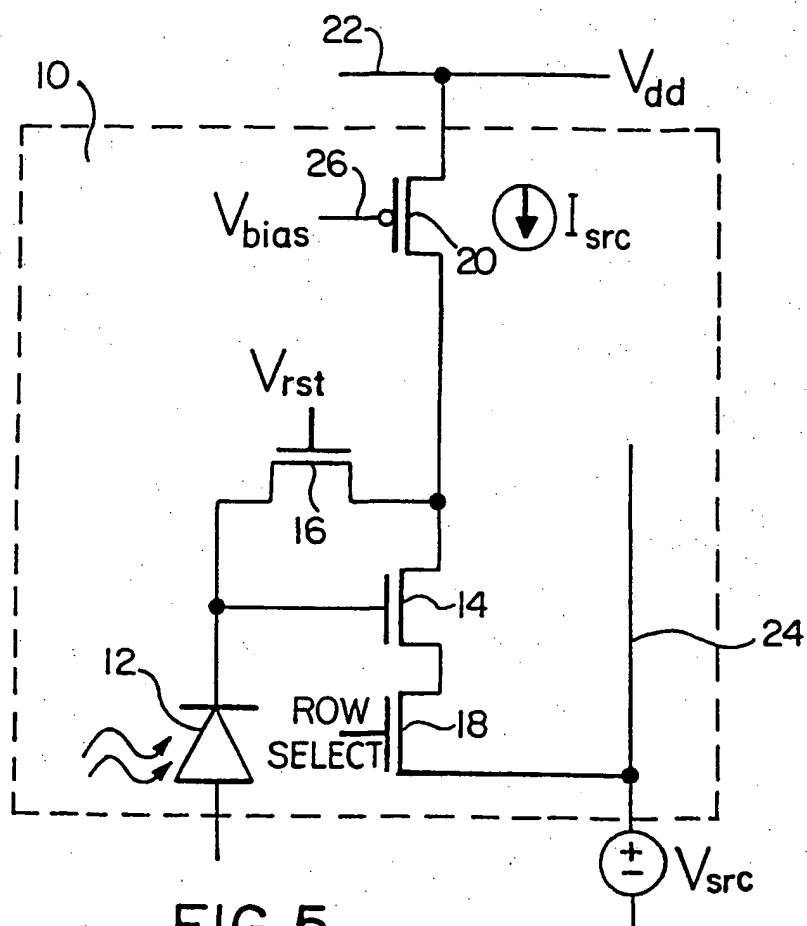 22
10
Vdd
26
Vbias
20
Isrc
Vrst
16
14
24
12
ROW
SELECT
18
+
−
Vsrc
FIG. 5